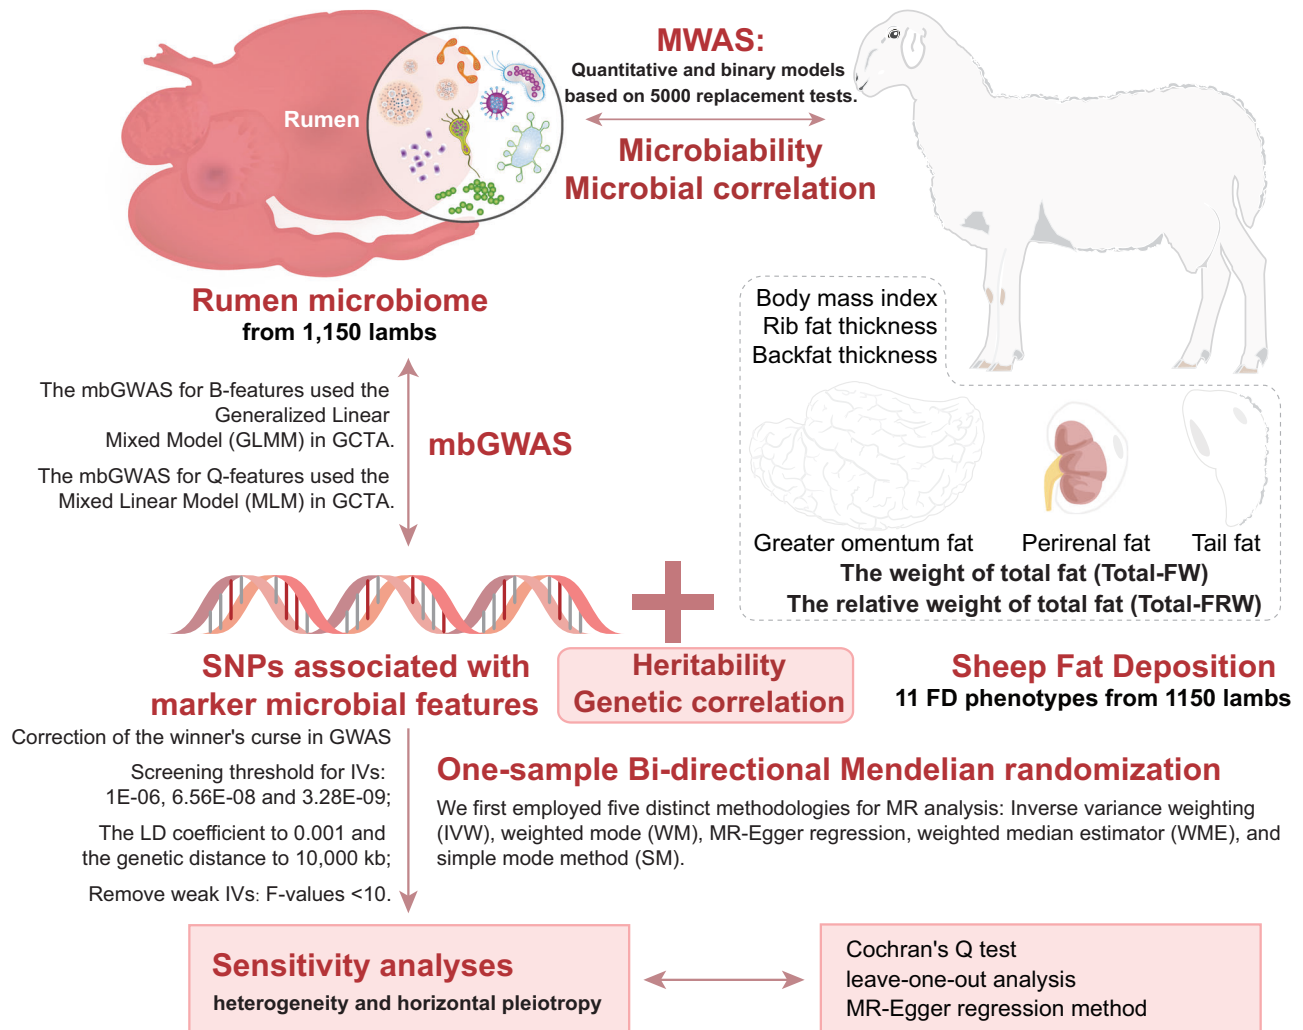 MWAS:
Quantitative and binary models
based on 5000 replacement tests.
Rumen
Microbiability
Microbial correlation
Rumen microbiome
from 1,150 lambs
Body mass index
Rib fat thickness
Backfat thickness
The mbGWAS for B-features used the
Generalized Linear
Mixed Model (GLMM) in GCTA.
The mbGWAS for Q-features used the
Mixed Linear Model (MLM) in GCTA.
mbGWAS
Greater omentum fat
Perirenal fat
Tail fat
The weight of total fat (Total-FW)
The relative weight of total fat (Total-FRW)
SNPs associated with
marker microbial features
Heritability
Genetic correlation
Sheep Fat Deposition
11 FD phenotypes from 1150 lambs
Correction of the winner's curse in GWAS
Screening threshold for IVs:
1E-06, 6.56E-08 and 3.28E-09;
The LD coefficient to 0.001 and
the genetic distance to 10,000 kb;
Remove weak IVs: F-values <10.
One-sample Bi-directional Mendelian randomization
We first employed five distinct methodologies for MR analysis: Inverse variance weighting
(IVW), weighted mode (WM), MR-Egger regression, weighted median estimator (WME), and
simple mode method (SM).
Sensitivity analyses
heterogeneity and horizontal pleiotropy
Cochran's Q test
leave-one-out analysis
MR-Egger regression method